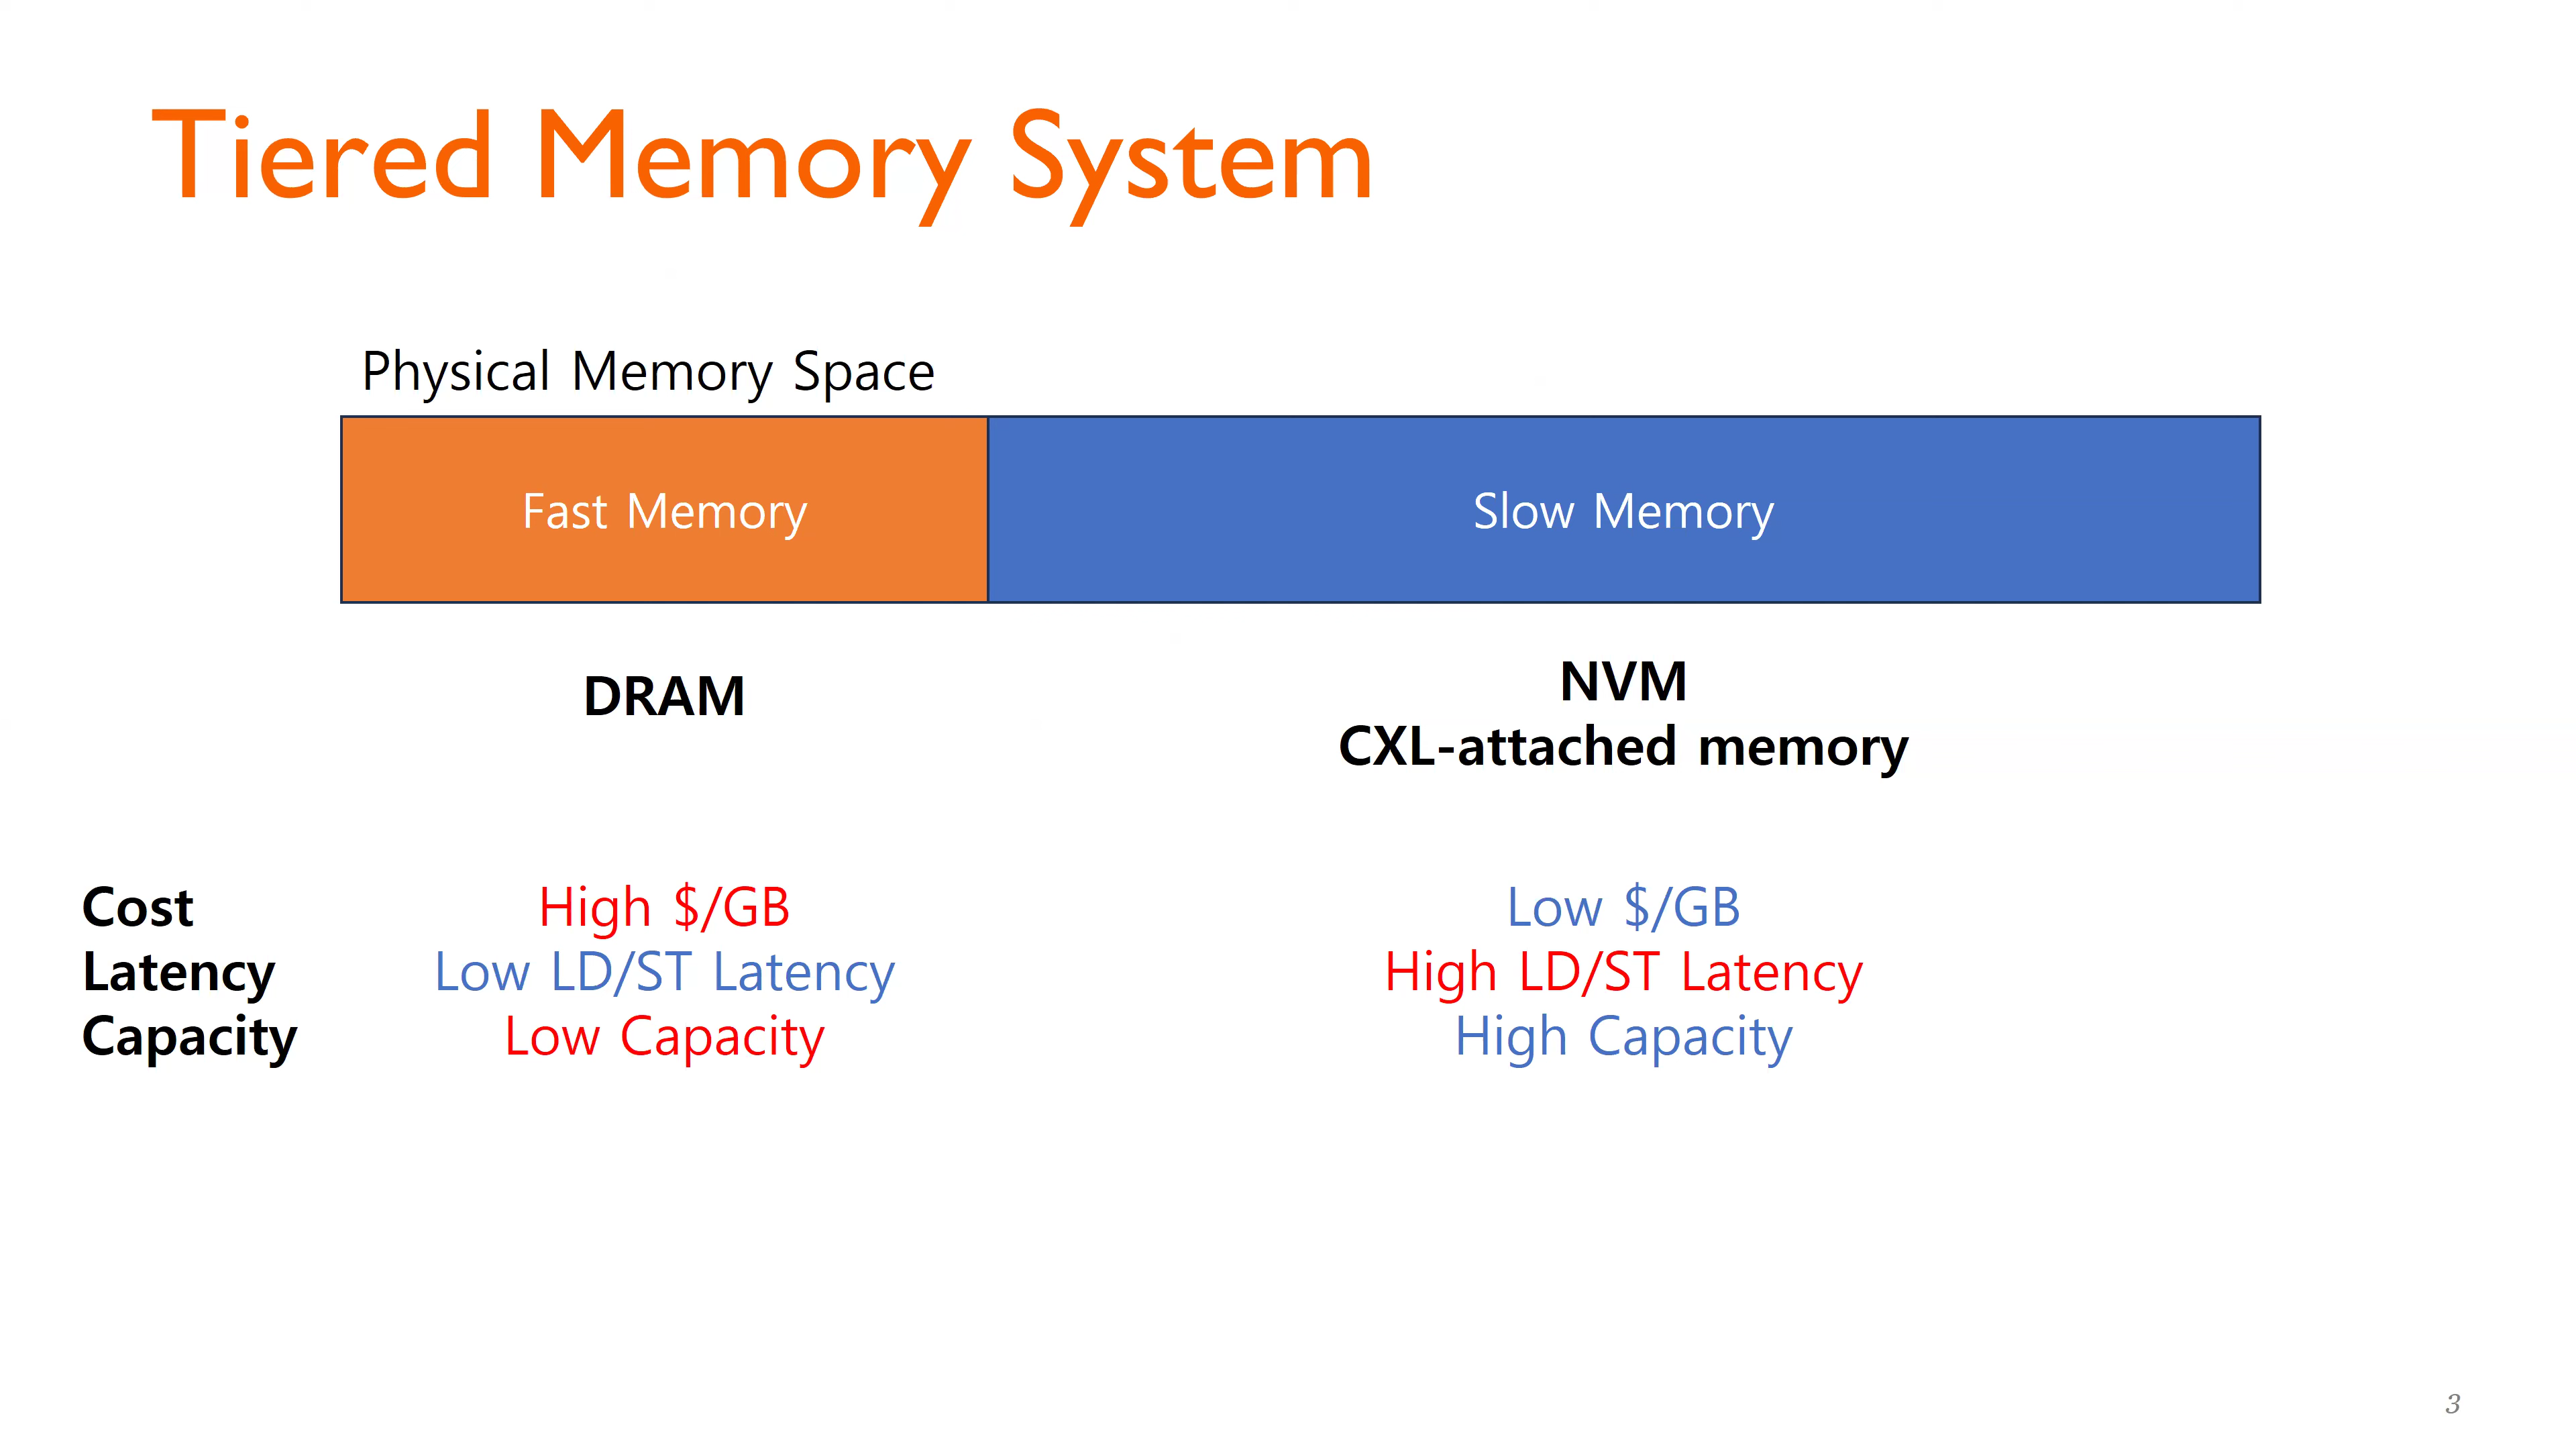 Tiered Memory System
Physical Memory Space
Fast Memory
Slow Memory
DRAM
NVM
CXL-attached memory
Cost
High $/GB
Low $/GB
Latency
Low LD/ST Latency
High LD/ST Latency
Capacity
Low Capacity
High Capacity
3